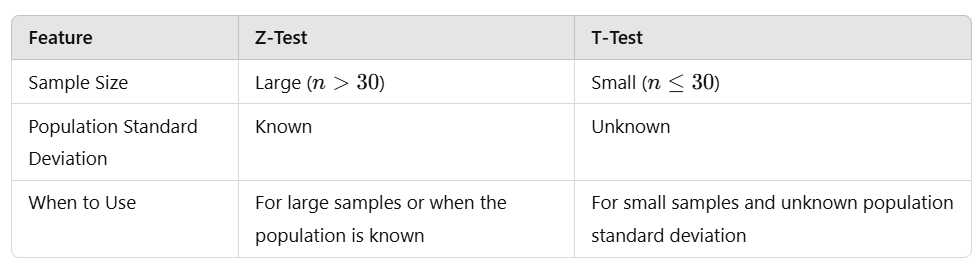 Feature Z-Test T-Test
Sample Size Large (n > 30) Small (n ≤ 30)
Population Standard Known Unknown
Deviation
When to Use For large samples or when the For small samples and unknown population
population is known standard deviation